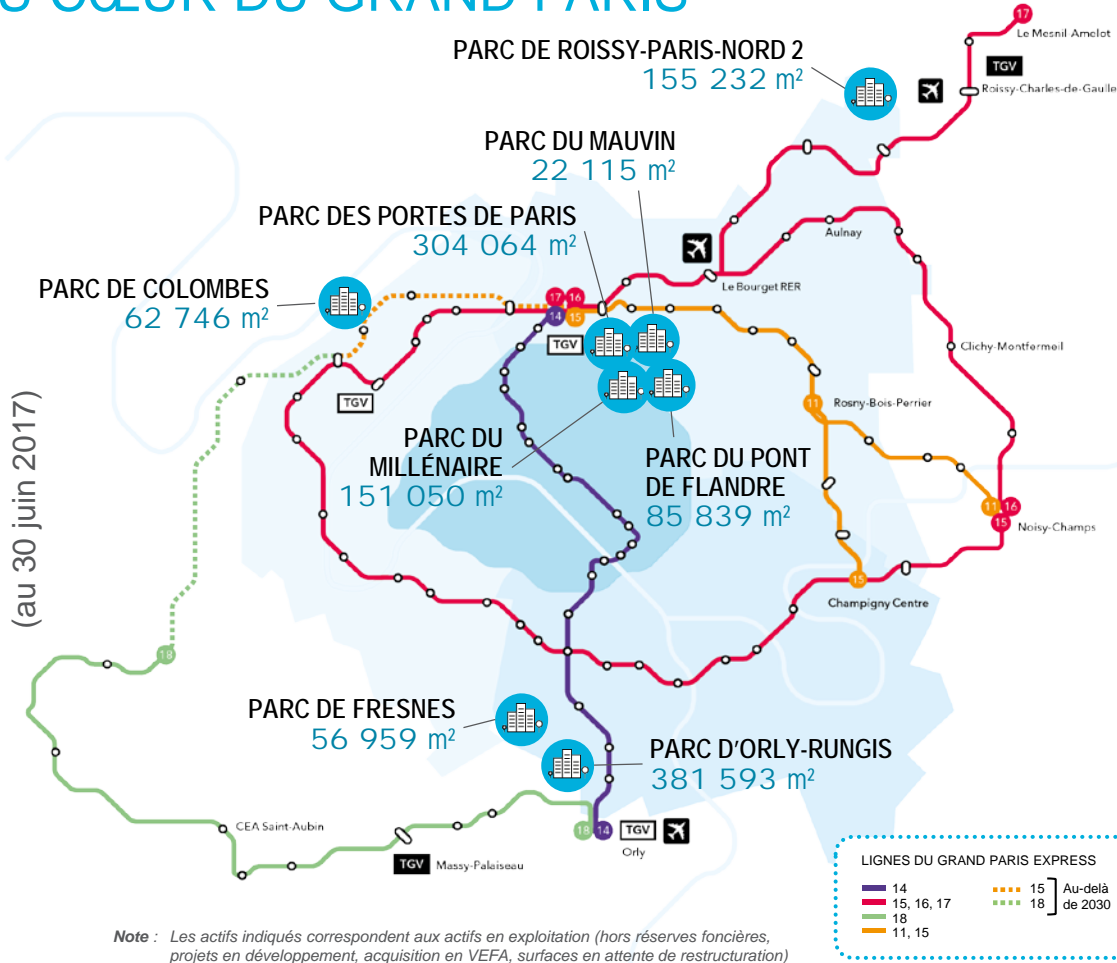 CŒUR DU GRAND PARIS
PARC DE ROISSY-PARIS-NORD 2
155 232 m²
17
Le Mesnil Amelot
TGV
Roissy-Charles-de-Gaulle
PARC DU MAUVIN
22 115 m²
PARC DES PORTES DE PARIS
304 064 m²
Aulnay
Le Bourget RER
PARC DE COLOMBES
62 746 m²
17 16
14 15
TGV
Clichy-Montfermeil
TGV
11
Rosny-Bois-Perrier
(au 30 juin 2017)
PARC DU
MILLÉNAIRE
151 050 m²
PARC DU PONT
DE FLANDRE
85 839 m²
11 16
15
Noisy-Champs
15
Champigny Centre
18
PARC DE FRESNES
56 959 m²
PARC D'ORLY-RUNGIS
381 593 m²
CEA Saint-Aubin
18 14 TGV
Orly
TGV Massy-Palaiseau
LIGNES DU GRAND PARIS EXPRESS
14
15, 16, 17
18
11, 15
15
18
Au-delà
de 2030
Note : Les actifs indiqués correspondent aux actifs en exploitation (hors réserves foncières,
projets en développement, acquisition en VEFA, surfaces en attente de restructuration)